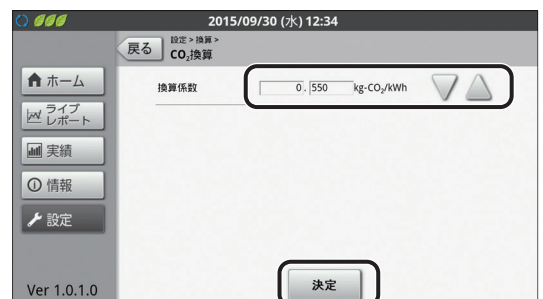 2015/09/30 (水) 12:34
戻る
設定 > 換算 >
CO₂換算
ホーム
ライブ
レポート
実績
情報
設定
Ver 1.0.1.0
換算係数 0 . 550 kg-CO₂/kWh
決定